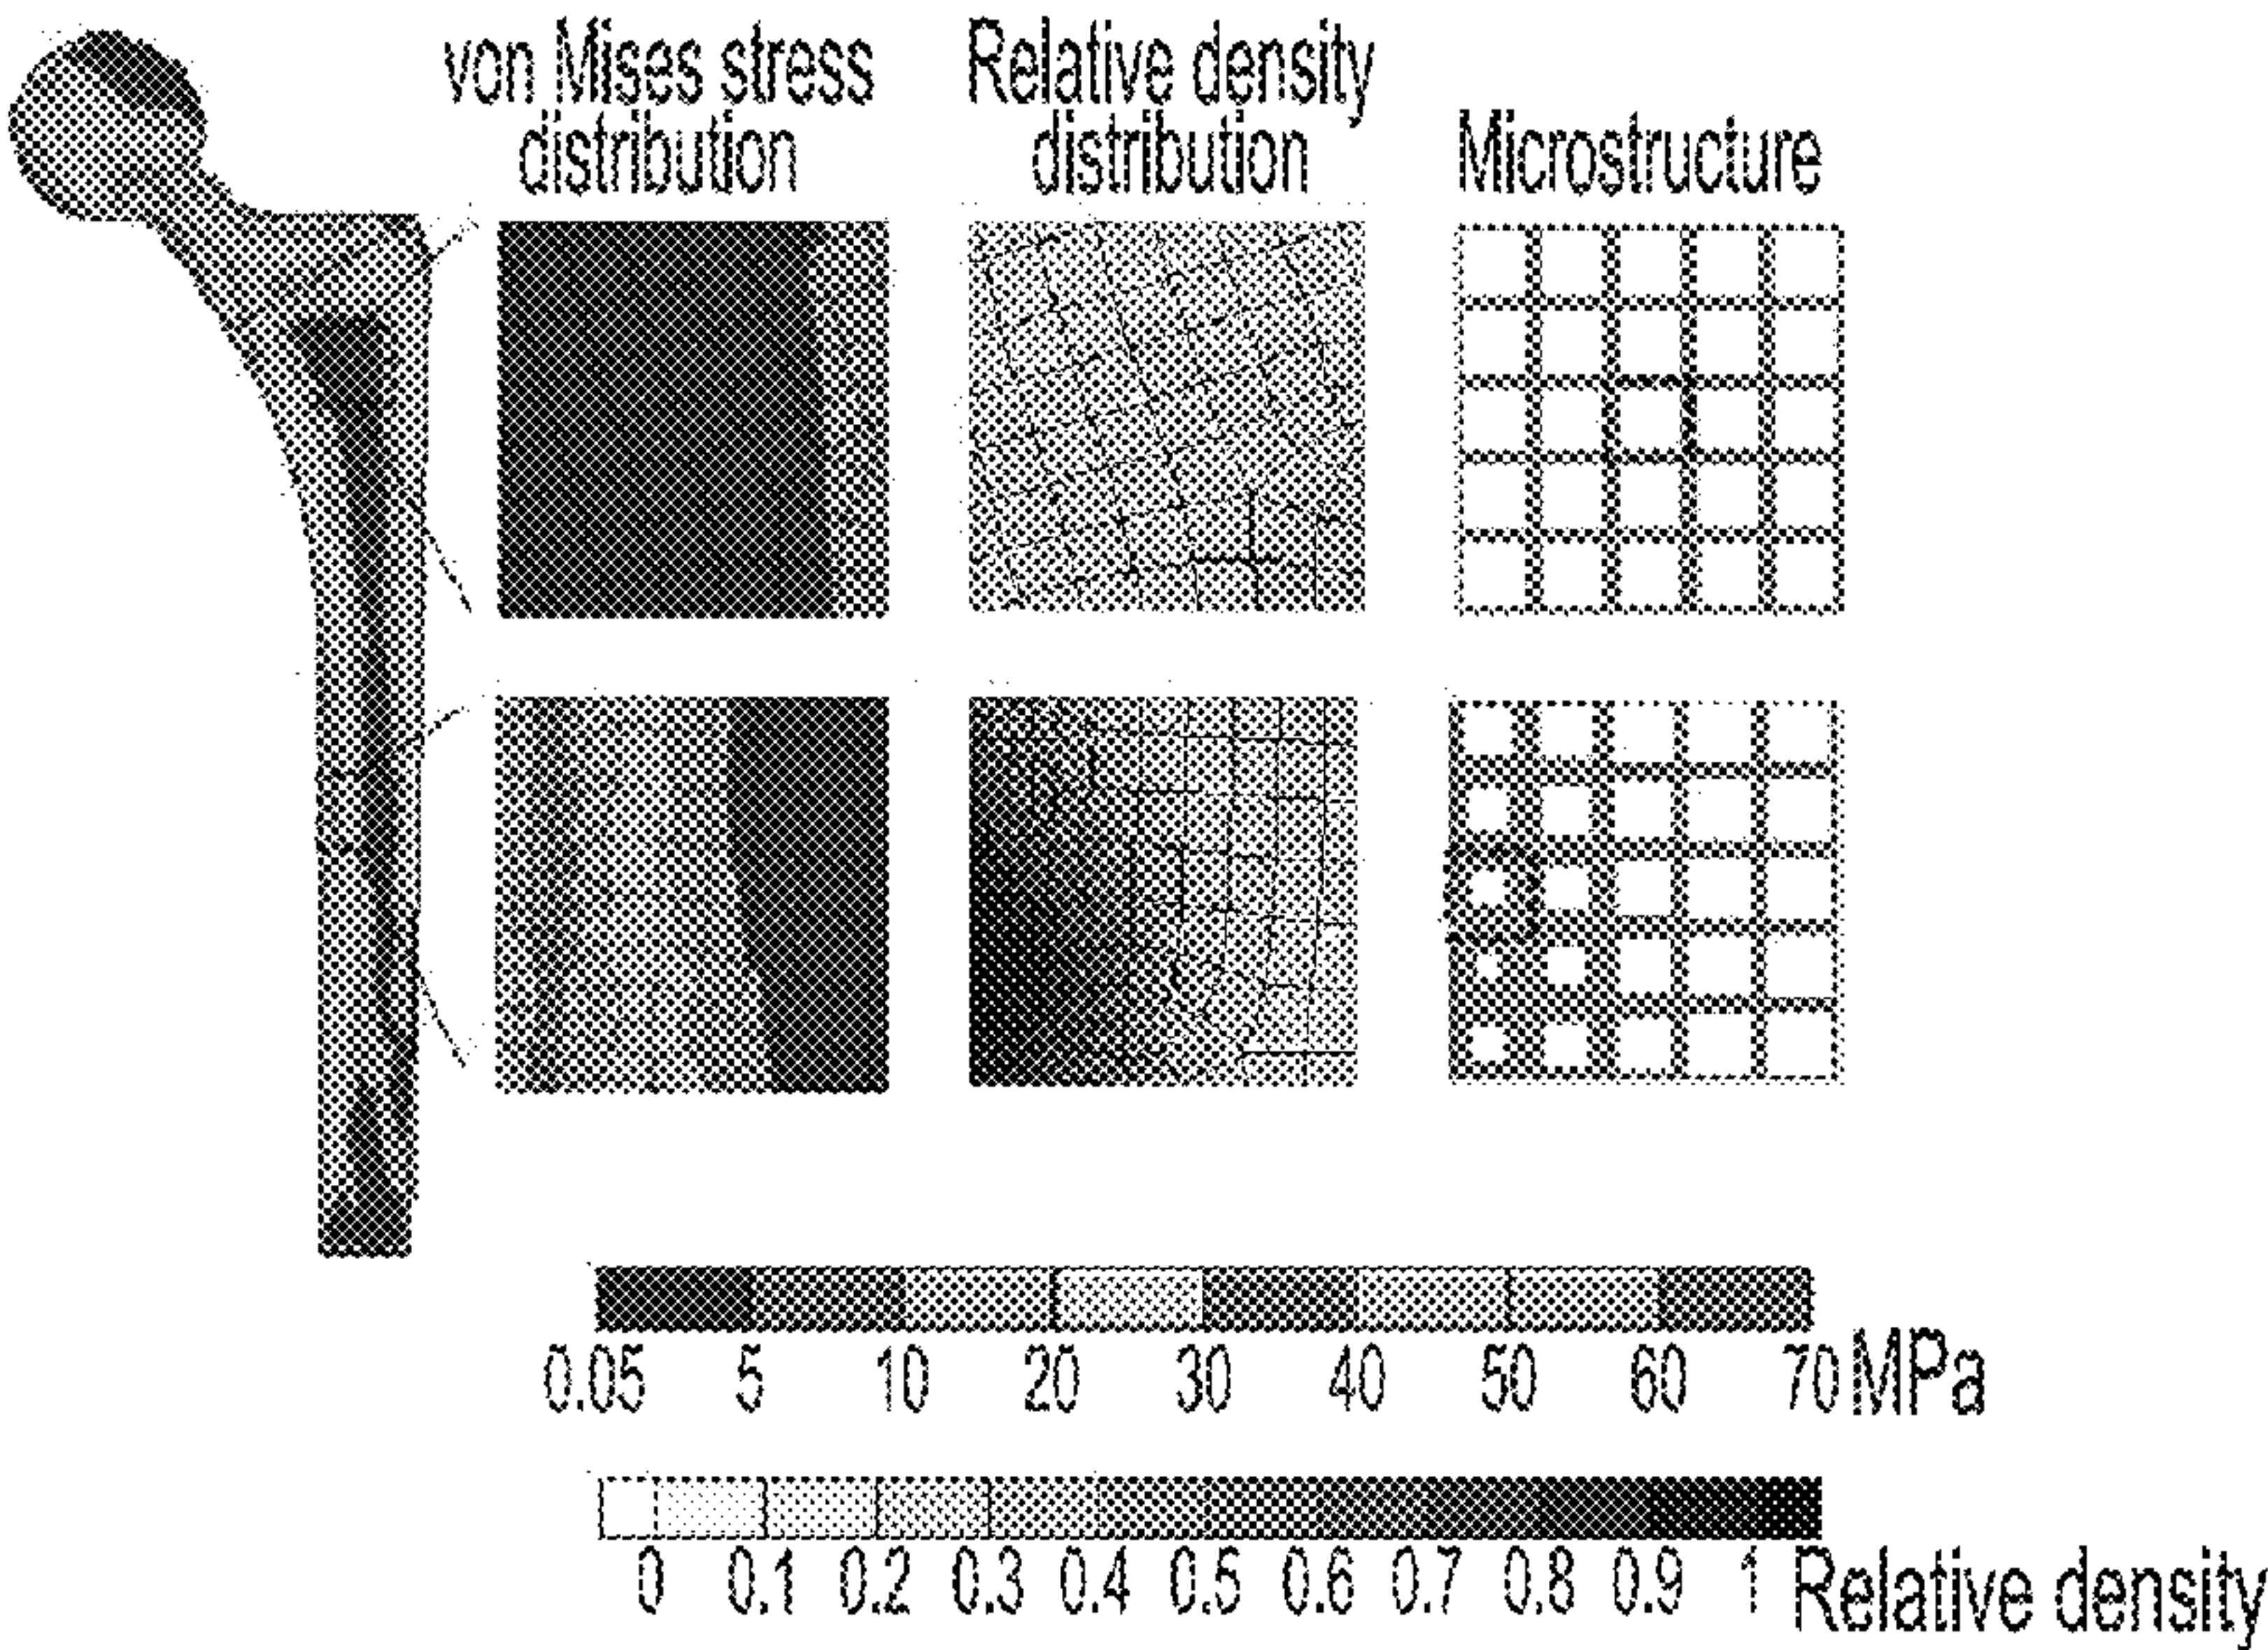 von Mises stress
distribution
Relative density
distribution
Microstructure
0.05 5 10 20 30 40 50 60 70 MPa
0 0.1 0.2 0.3 0.4 0.5 0.6 0.7 0.8 0.9 1 Relative density